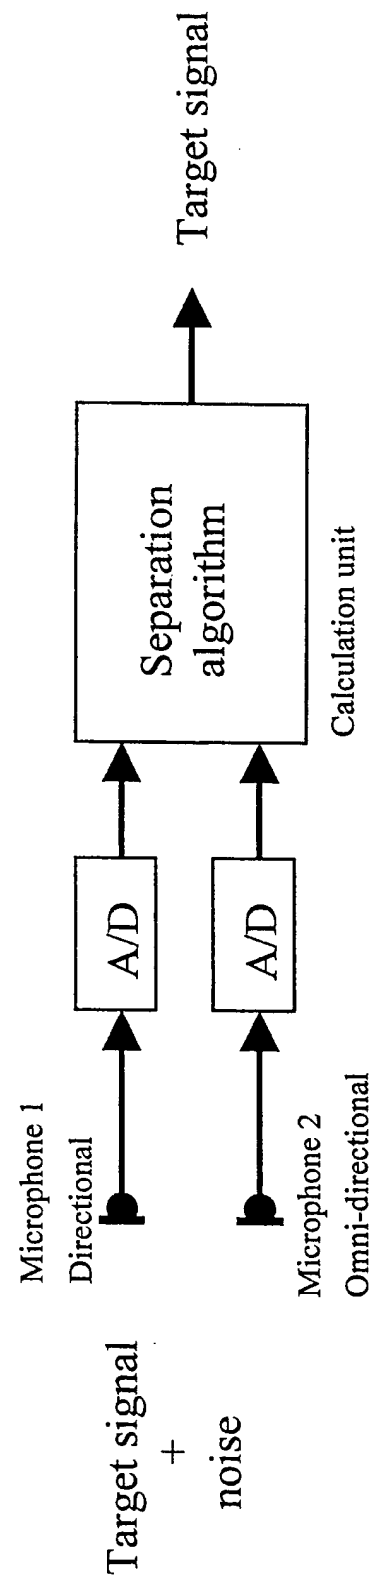 Target signal
+
noise
Microphone 1
Directional
Microphone 2
Omni-directional
A/D
A/D
Separation
algorithm
Calculation unit
Target signal